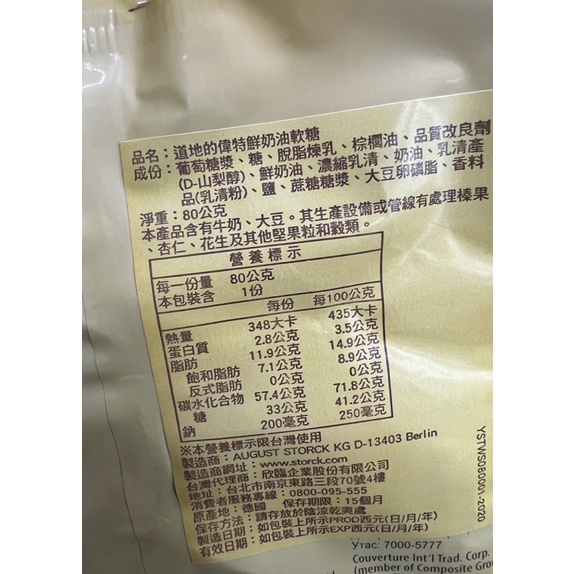 品名：道地的偉特鮮奶油軟糖
成份：葡萄糖漿、糖、脫脂煉乳、棕櫚油、品質改良劑
(D-山梨醇)、鮮奶油、濃縮乳清、奶油、乳清產
品(乳清粉)、鹽、蔗糖糖漿、大豆卵磷脂、香料
淨重：80公克
本產品含有牛奶、大豆。其生產設備或管線有處理榛果
、杏仁、花生及其他堅果粒和穀類。
營養標示
每一份量 80公克
本包裝含 1份
每份 每100公克
熱量 348大卡 435大卡
蛋白質 2.8公克 3.5公克
脂肪 11.9公克 14.9公克
飽和脂肪 7.1公克 8.9公克
反式脂肪 0公克 0公克
碳水化合物 57.4公克 71.8公克
糖 33公克 41.2公克
鈉 200毫克 250毫克
※本營養標示限台灣使用
製造商：AUGUST STORCK KG D-13403 Berlin
製造商網址：www.storck.com
台灣代理商：欣臨企業股份有限公司
地址：台北市南京東路三段70號4樓
消費者服務專線：0800-095-555
原產地：德國 保存期限：15個月
保存方法：請存放於陰涼乾爽處
製造日期：如包裝上所示PROD西元(日/月/年)
有效日期：如包裝上所示EXP西元(日/月/年)
YSTWS080001-2020
Утас: 7000-5777
Couverture Int'l Trad. Corp.
(member of Composite Gro